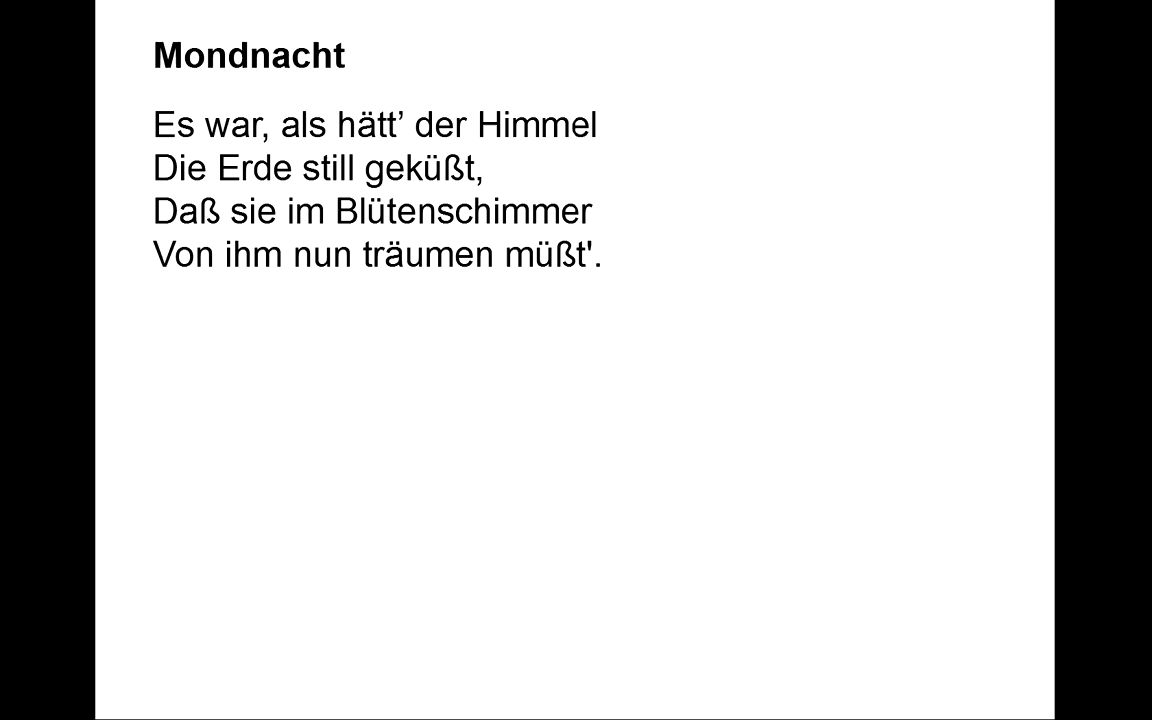 Mondnacht
Es war, als hätt’ der Himmel
Die Erde still geküßt,
Daß sie im Blütenschimmer
Von ihm nun träumen müßt'.